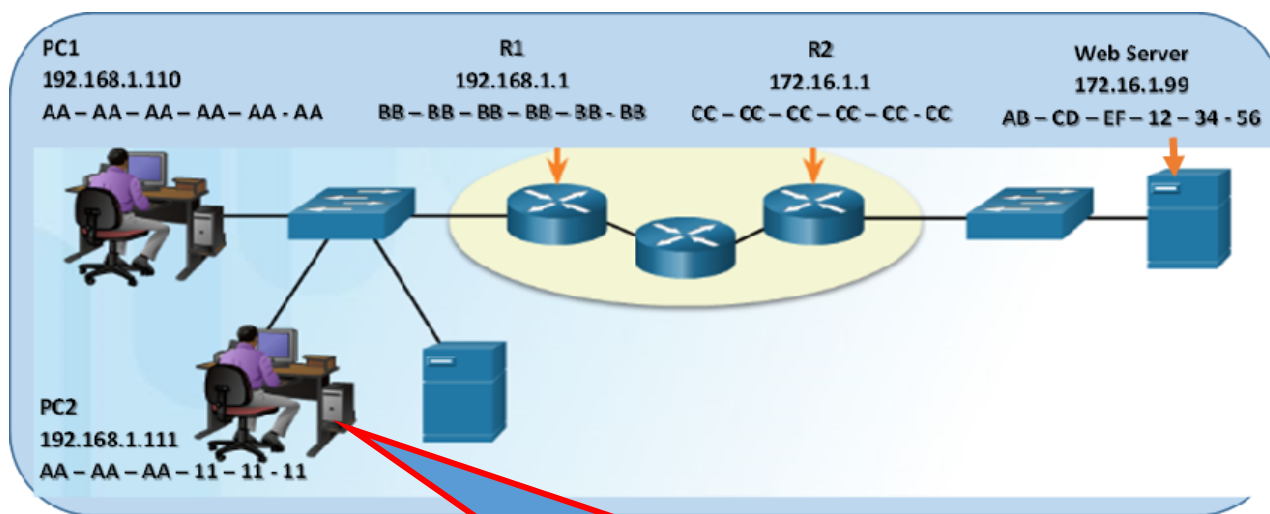 PC1
192.168.1.110
AA – AA – AA – AA – AA - AA
R1
192.168.1.1
BB – BB – BB – BB – BB - BB
R2
172.16.1.1
CC – CC – CC – CC – CC - CC
Web Server
172.16.1.99
AB – CD – EF – 12 – 34 - 56
PC2
192.168.1.111
AA – AA – AA – 11 – 11 - 11